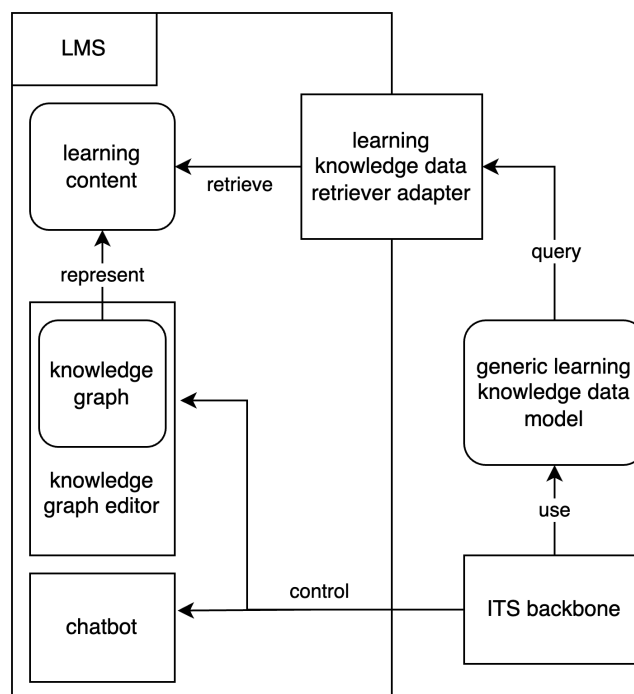 LMS
learning
content
retrieve
learning
knowledge data
retriever adapter
represent
query
knowledge
graph
generic learning
knowledge data
model
knowledge
graph editor
use
control
chatbot
ITS backbone